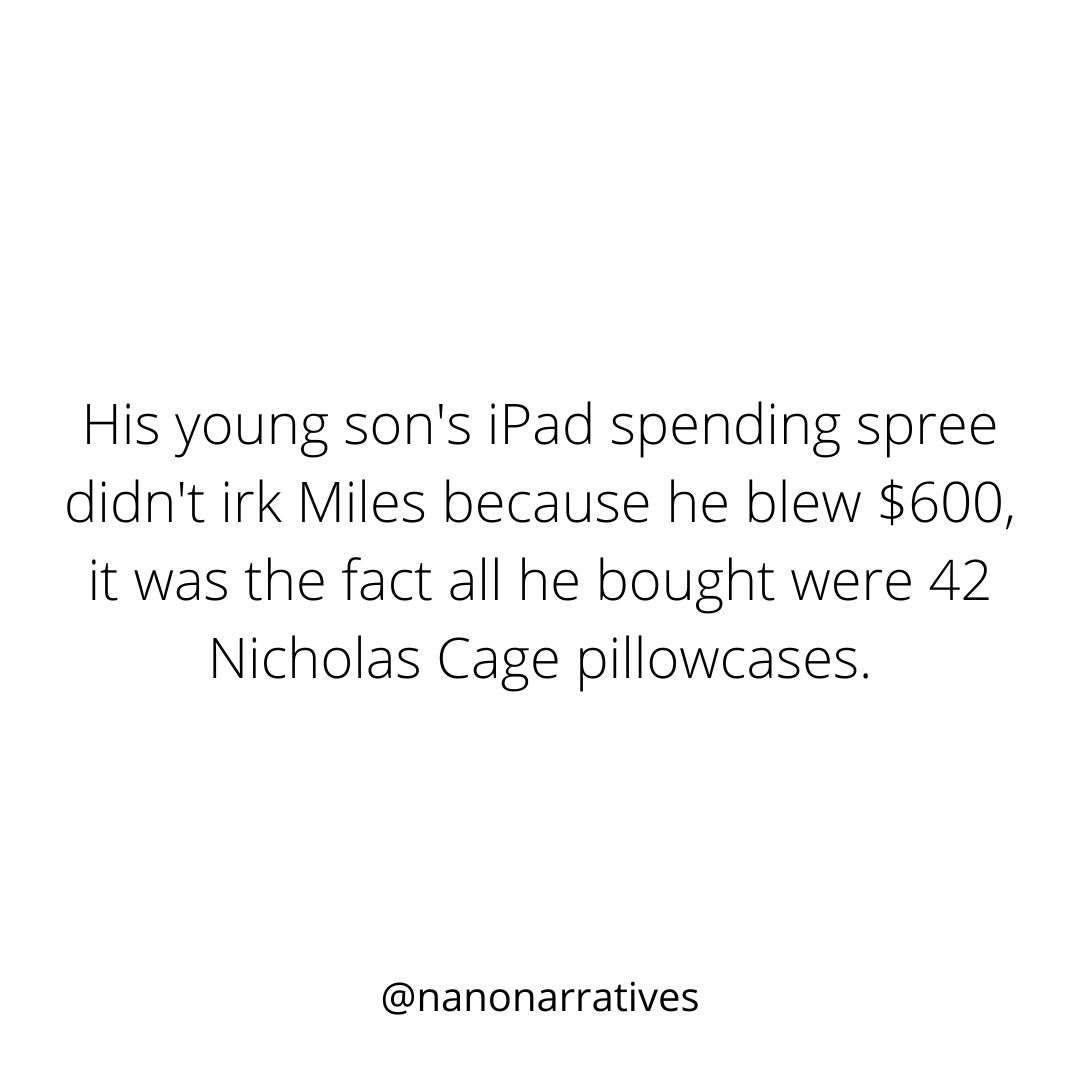 His young son's iPad spending spree
didn't irk Miles because he blew $600,
it was the fact all he bought were 42
Nicholas Cage pillowcases.
@nanonarratives